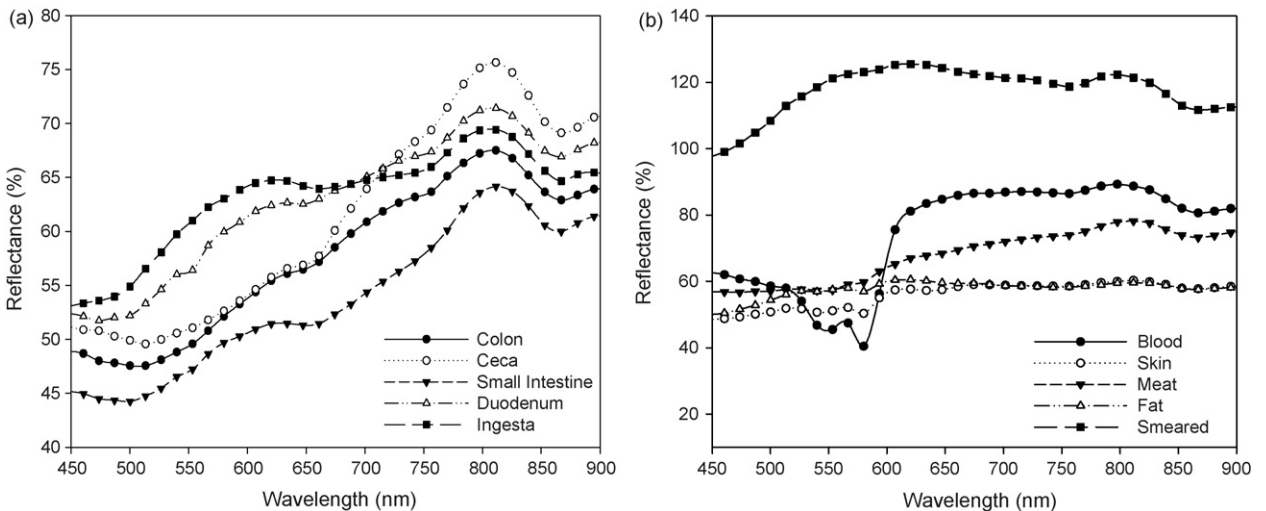 (a)
80
75
70
65
60
55
50
45
40
Reflectance (%)
450 500 550 600 650 700 750 800 850 900
Wavelength (nm)
Colon
Ceca
Small Intestine
Duodenum
Ingesta
(b)
140
120
100
80
60
40
20
Reflectance (%)
450 500 550 600 650 700 750 800 850 900
Wavelength (nm)
Blood
Skin
Meat
Fat
Smeared